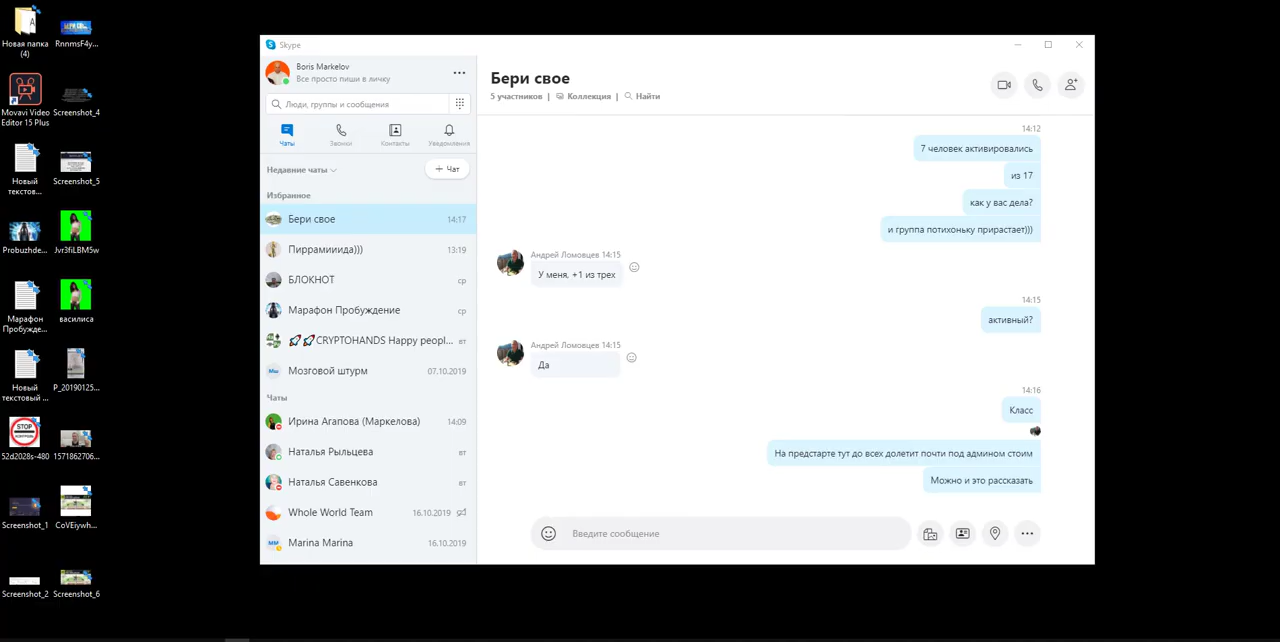 Новая папка
(4)
RnnmsF4y...
Movavi Video
Editor 15 Plus
Screenshot_4
Новый
текстов...
Screenshot_5
Probuzhde...
Jvr3fiLBM5w
Марафон
Пробужде...
василиса
Новый
текстовый ...
P_20190125...
STOP
КОНТРОЛЬ
52d2028s-480
1571862706...
Screenshot_1
CoVEiywh...
Screenshot_2
Screenshot_6
Skype
Boris Markelov
Все просто пиши в личку
Люди, группы и сообщения
Чаты
Звонки
Контакты
Уведомления
Недавние чаты
+ Чат
Избранное
Бери свое 14:17
Пиррамииида))) 13:19
БЛОКНОТ ср
Марафон Пробуждение ср
🚀🚀CRYPTOHANDS Happy peopl... вт
Мш Мозговой штурм 07.10.2019
Чаты
Ирина Агапова (Маркелова) 14:09
Наталья Рыльцева вт
Наталья Савенкова вт
Whole World Team 16.10.2019
MM Marina Marina 16.10.2019
Бери свое
5 участников | Коллекция | Найти
14:12
7 человек активировались
из 17
как у вас дела?
и группа потихоньку прирастает)))
Андрей Ломовцев 14:15
У меня, +1 из трех
14:15
активный?
Андрей Ломовцев 14:15
Да
14:16
Класс
На предстарте тут до всех долетит почти под админом стоим
Можно и это рассказать
Введите сообщение